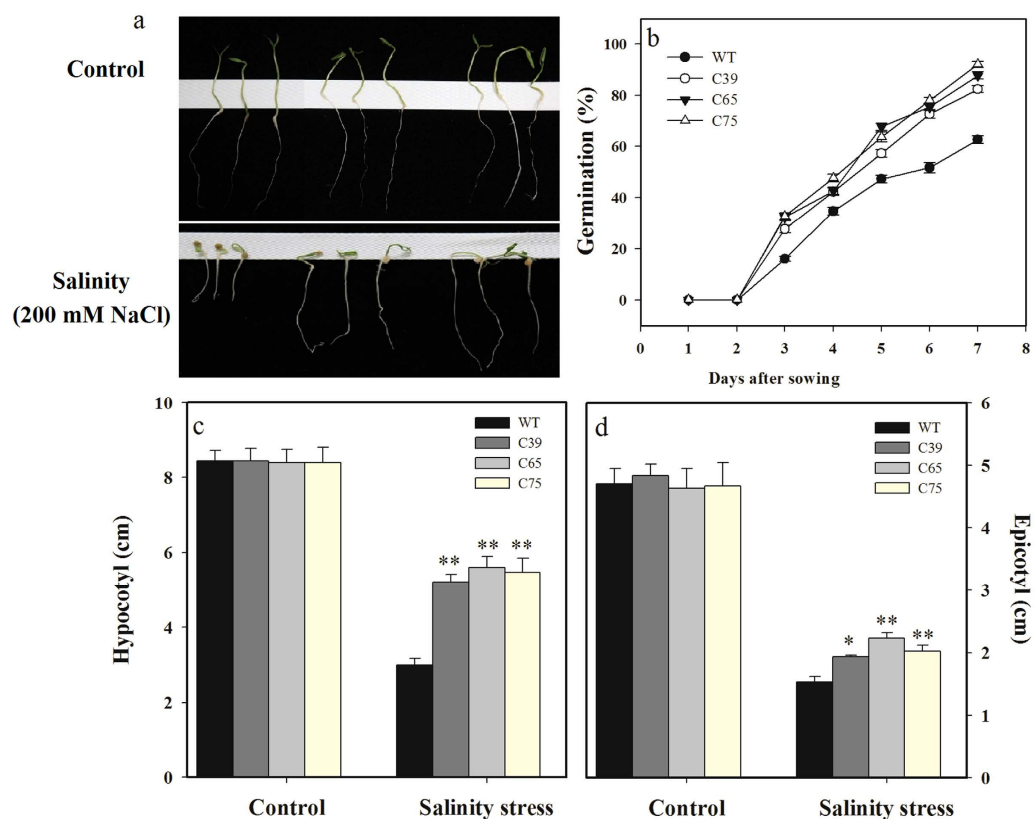 a
Control
Salinity
(200 mM NaCl)
b
WT
C39
C65
C75
Germination (%)
100
80
60
40
20
0
0 1 2 3 4 5 6 7 8
Days after sowing
c
WT
C39
C65
C75
Hypocotyl (cm)
10
8
6
4
2
0
** ** **
Control Salinity stress
d
WT
C39
C65
C75
* ** **
6
5
4
3
2
1
0
Epicotyl (cm)
Control Salinity stress